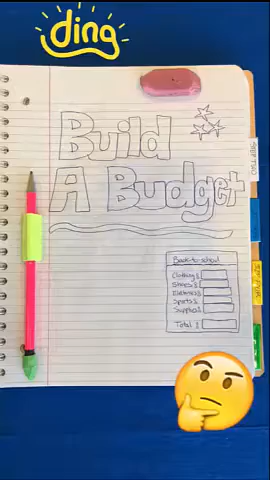 ding
Build
A Budget
Back-to-school
Clothing $
Shoes $
Electronics $
Sports $
Supplies $
Total $